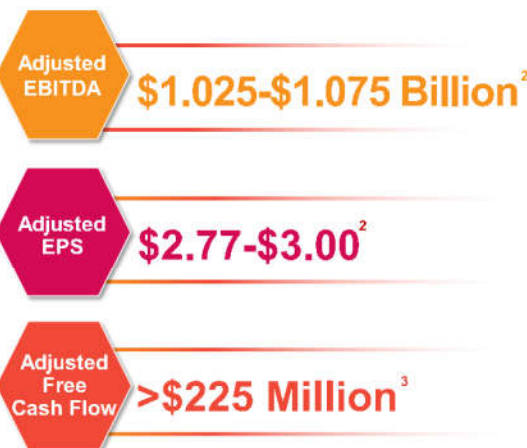 Adjusted
EBITDA
$1.025-$1.075 Billion²
Adjusted
EPS
$2.77-$3.00²
Adjusted
Free
Cash Flow
>$225 Million³